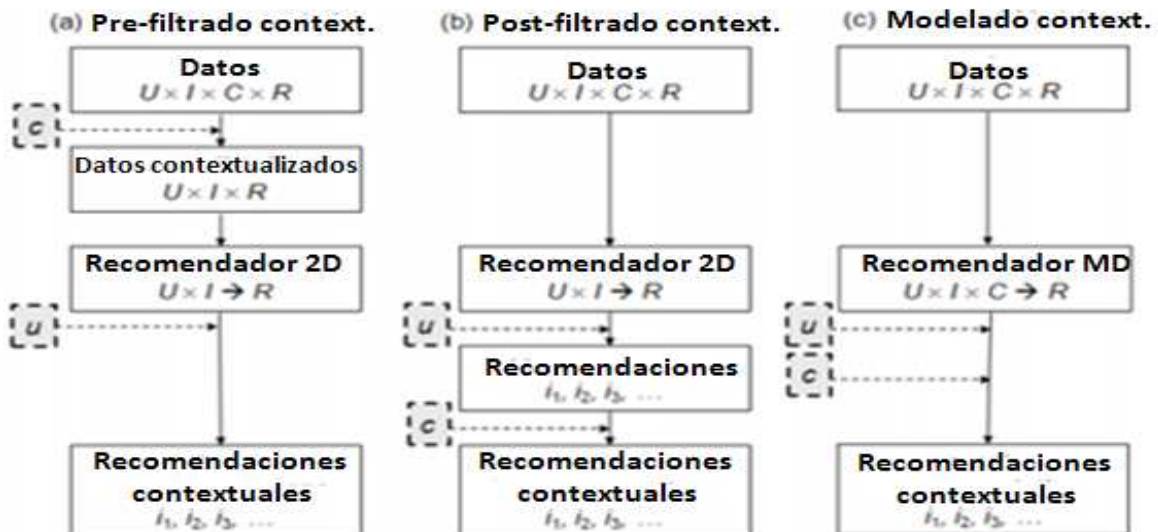 (a) Pre-filtrado context.
Datos
U × I × C × R
c
Datos contextualizados
U × I × R
Recomendador 2D
U × I → R
u
Recomendaciones
contextuales
i₁, i₂, i₃, ...
(b) Post-filtrado context.
Datos
U × I × C × R
Recomendador 2D
U × I → R
u
Recomendaciones
i₁, i₂, i₃, ...
c
Recomendaciones
contextuales
i₁, i₂, i₃, ...
(c) Modelado context.
Datos
U × I × C × R
Recomendador MD
U × I × C → R
u
c
Recomendaciones
contextuales
i₁, i₂, i₃, ...